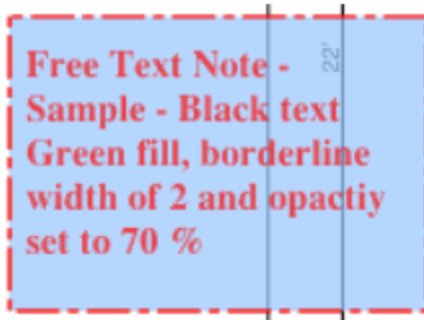 Free Text Note -
Sample - Black text
Green fill, borderline
width of 2 and opactiy
set to 70 %
22'